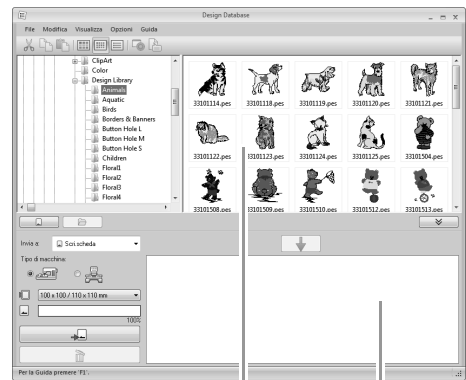 Design Database
File Modifica Visualizza Opzioni Guida
ClipArt
Color
Design Library
Animals
Aquatic
Birds
Borders & Banners
Button Hole L
Button Hole M
Button Hole S
Children
Floral1
Floral2
Floral3
Floral4
33101114.pes 33101118.pes 33101119.pes 33101120.pes 33101121.pes
33101122.pes 33101123.pes 33101124.pes 33101125.pes 33101504.pes
33101508.pes 33101509.pes 33101510.pes 33101512.pes 33101513.pes
Invia a: Scri.scheda
Tipo di macchine:
100 x 100 / 110 x 110 mm
100%
Per la Guida premere 'F1'.